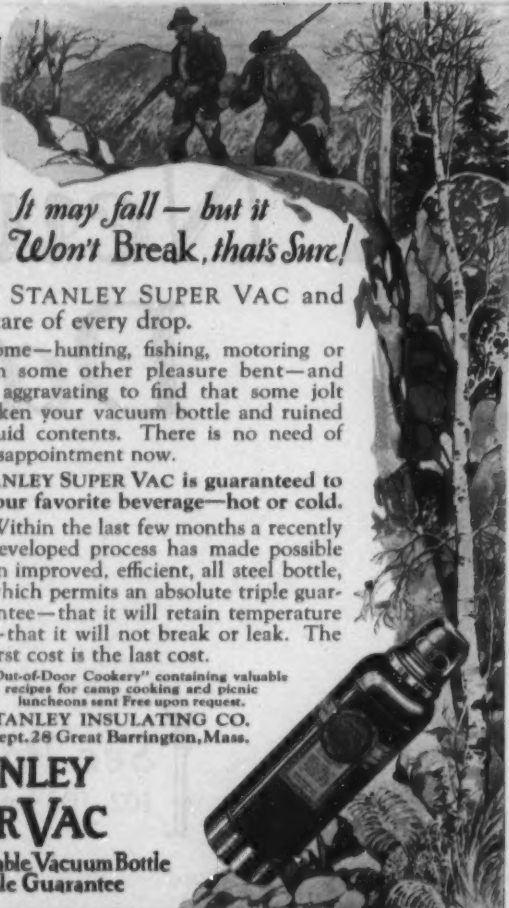 It may fall — but it
Won't Break, that's Sure!
STANLEY SUPER VAC and
are of every drop.
ome—hunting, fishing, motoring or
n some other pleasure bent—and
aggravating to find that some jolt
ken your vacuum bottle and ruined
uid contents. There is no need of
sappointment now.
NLEY SUPER VAC is guaranteed to
our favorite beverage—hot or cold.
Within the last few months a recently
eveloped process has made possible
n improved, efficient, all steel bottle,
hich permits an absolute triple guar-
ntee—that it will retain temperature
-that it will not break or leak. The
rst cost is the last cost.
Out-of-Door Cookery" containing valuable
recipes for camp cooking and picnic
luncheons sent Free upon request.
TANLEY INSULATING CO.
ept. 28 Great Barrington, Mass.
NLEY
RVAC
able Vacuum Bottle
le Guarantee